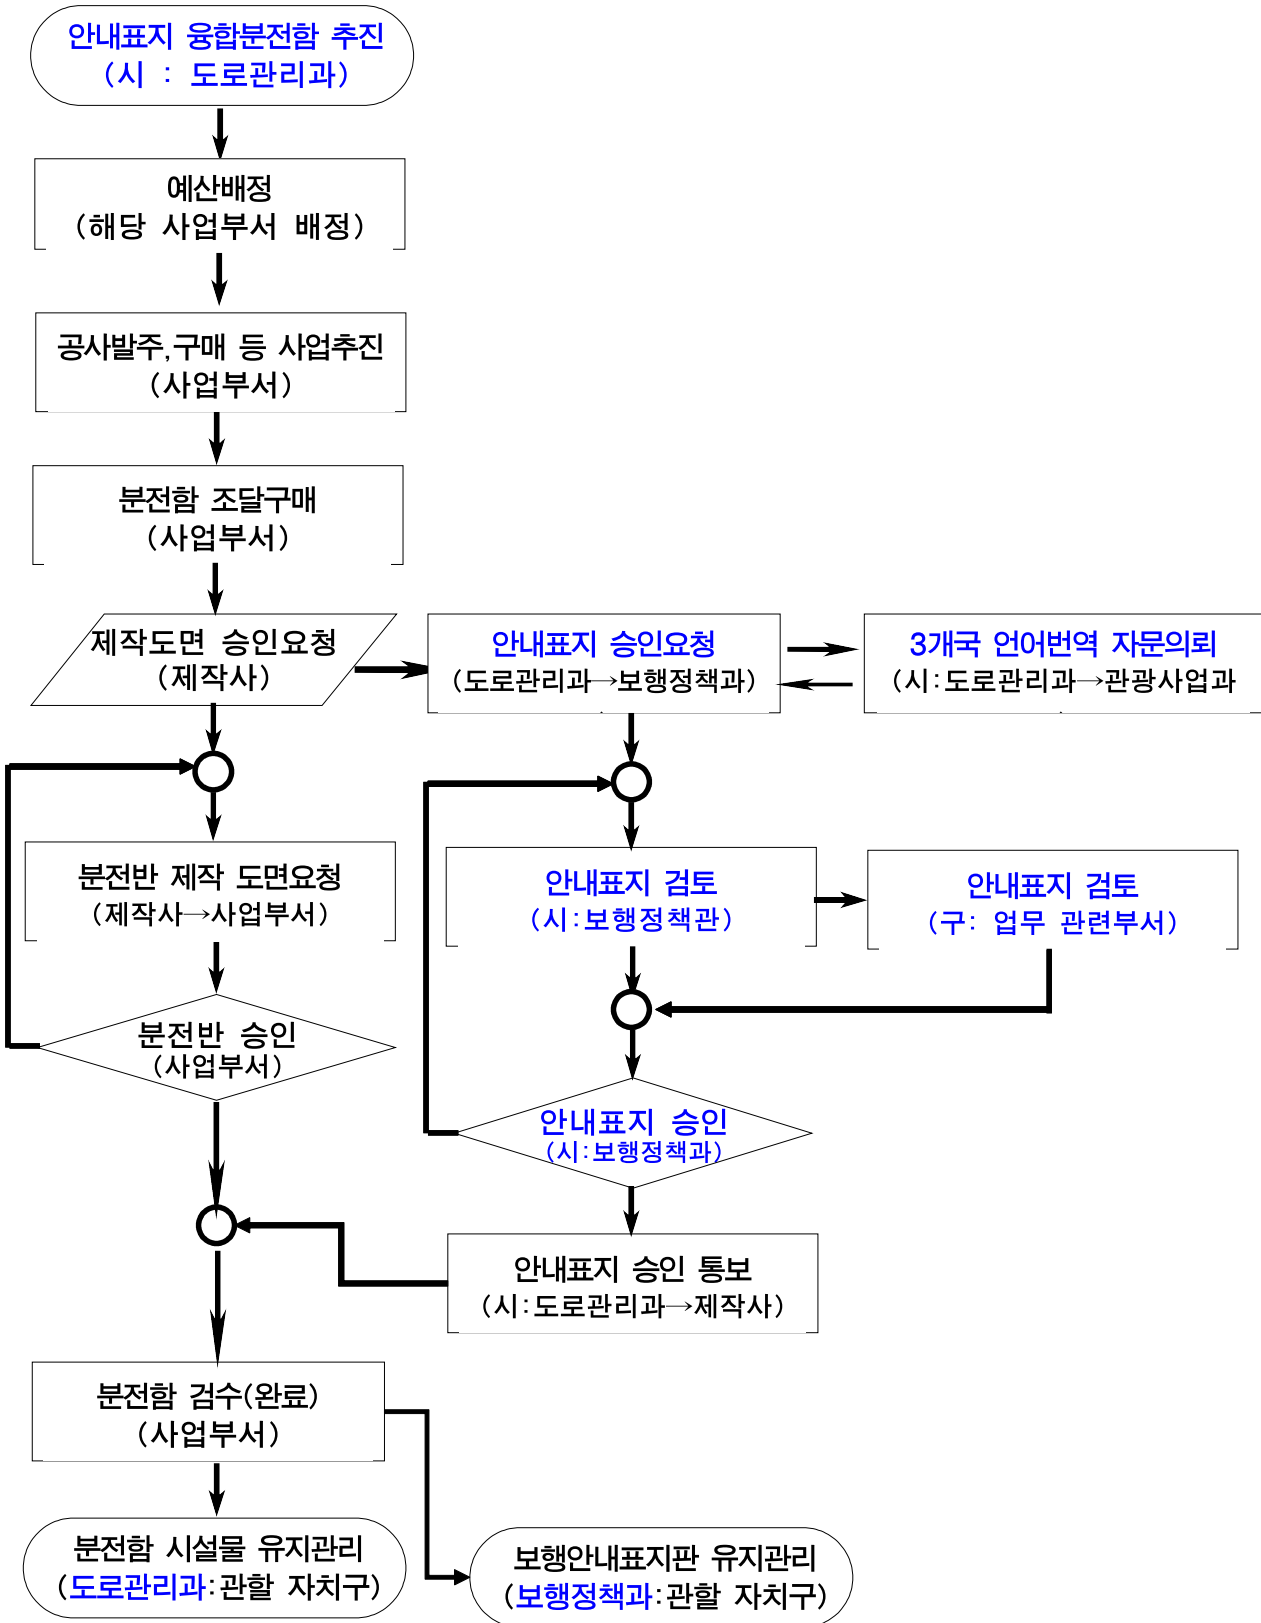 안내표지 융합분전함 추진
(시 : 도로관리과)
예산배정
(해당 사업부서 배정)
공사발주,구매 등 사업추진
(사업부서)
분전함 조달구매
(사업부서)
제작도면 승인요청
(제작사)
안내표지 승인요청
(도로관리과→보행정책과)
3개국 언어번역 자문의뢰
(시:도로관리과→관광사업과
분전반 제작 도면요청
(제작사→사업부서)
안내표지 검토
(시:보행정책관)
안내표지 검토
(구: 업무 관련부서)
분전반 승인
(사업부서)
안내표지 승인
(시:보행정책과)
안내표지 승인 통보
(시:도로관리과→제작사)
분전함 검수(완료)
(사업부서)
분전함 시설물 유지관리
(도로관리과:관할 자치구)
보행안내표지판 유지관리
(보행정책과:관할 자치구)